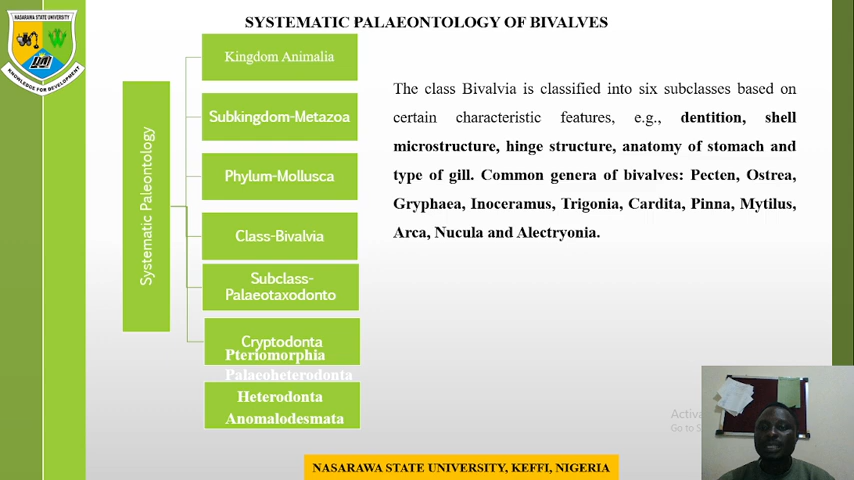 SYSTEMATIC PALAEONTOLOGY OF BIVALVES
NASARAWA STATE UNIVERSITY
KNOWLEDGE FOR DEVELOPMENT
Systematic Paleontology
Kingdom Animalia
Subkingdom-Metazoa
Phylum-Mollusca
Class-Bivalvia
Subclass-
Palaeotaxodonto
Cryptodonta
Pteriomorphia
Palaeoheterodonta
Heterodonta
Anomalodesmata
The class Bivalvia is classified into six subclasses based on
certain characteristic features, e.g., dentition, shell
microstructure, hinge structure, anatomy of stomach and
type of gill. Common genera of bivalves: Pecten, Ostrea,
Gryphaea, Inoceramus, Trigonia, Cardita, Pinna, Mytilus,
Arca, Nucula and Alectryonia.
Go to
NASARAWA STATE UNIVERSITY, KEFFI, NIGERIA